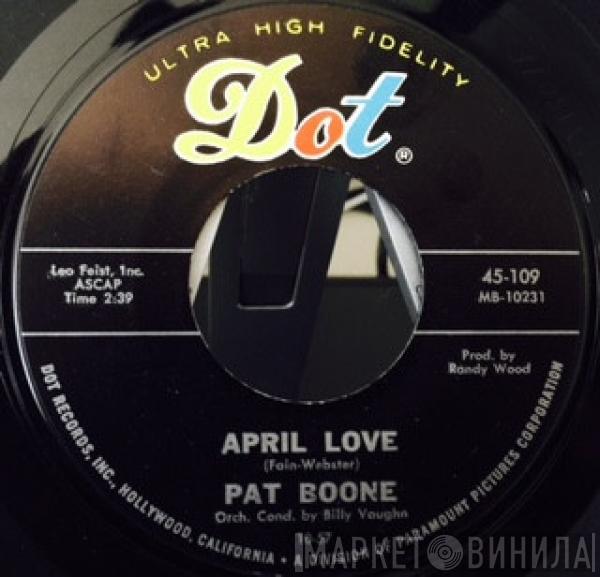 ULTRA HIGH FIDELITY
Dot
®
Leo Feist, Inc.
ASCAP
Time 2:39
45-109
MB-10231
Prod. by
Randy Wood
APRIL LOVE
(Fain-Webster)
PAT BOONE
Orch. Cond. by Billy Vaughn
DOT RECORDS, INC., HOLLYWOOD, CALIFORNIA • A DIVISION OF PARAMOUNT PICTURES CORPORATION
МАРКЕТ ВИНИЛА